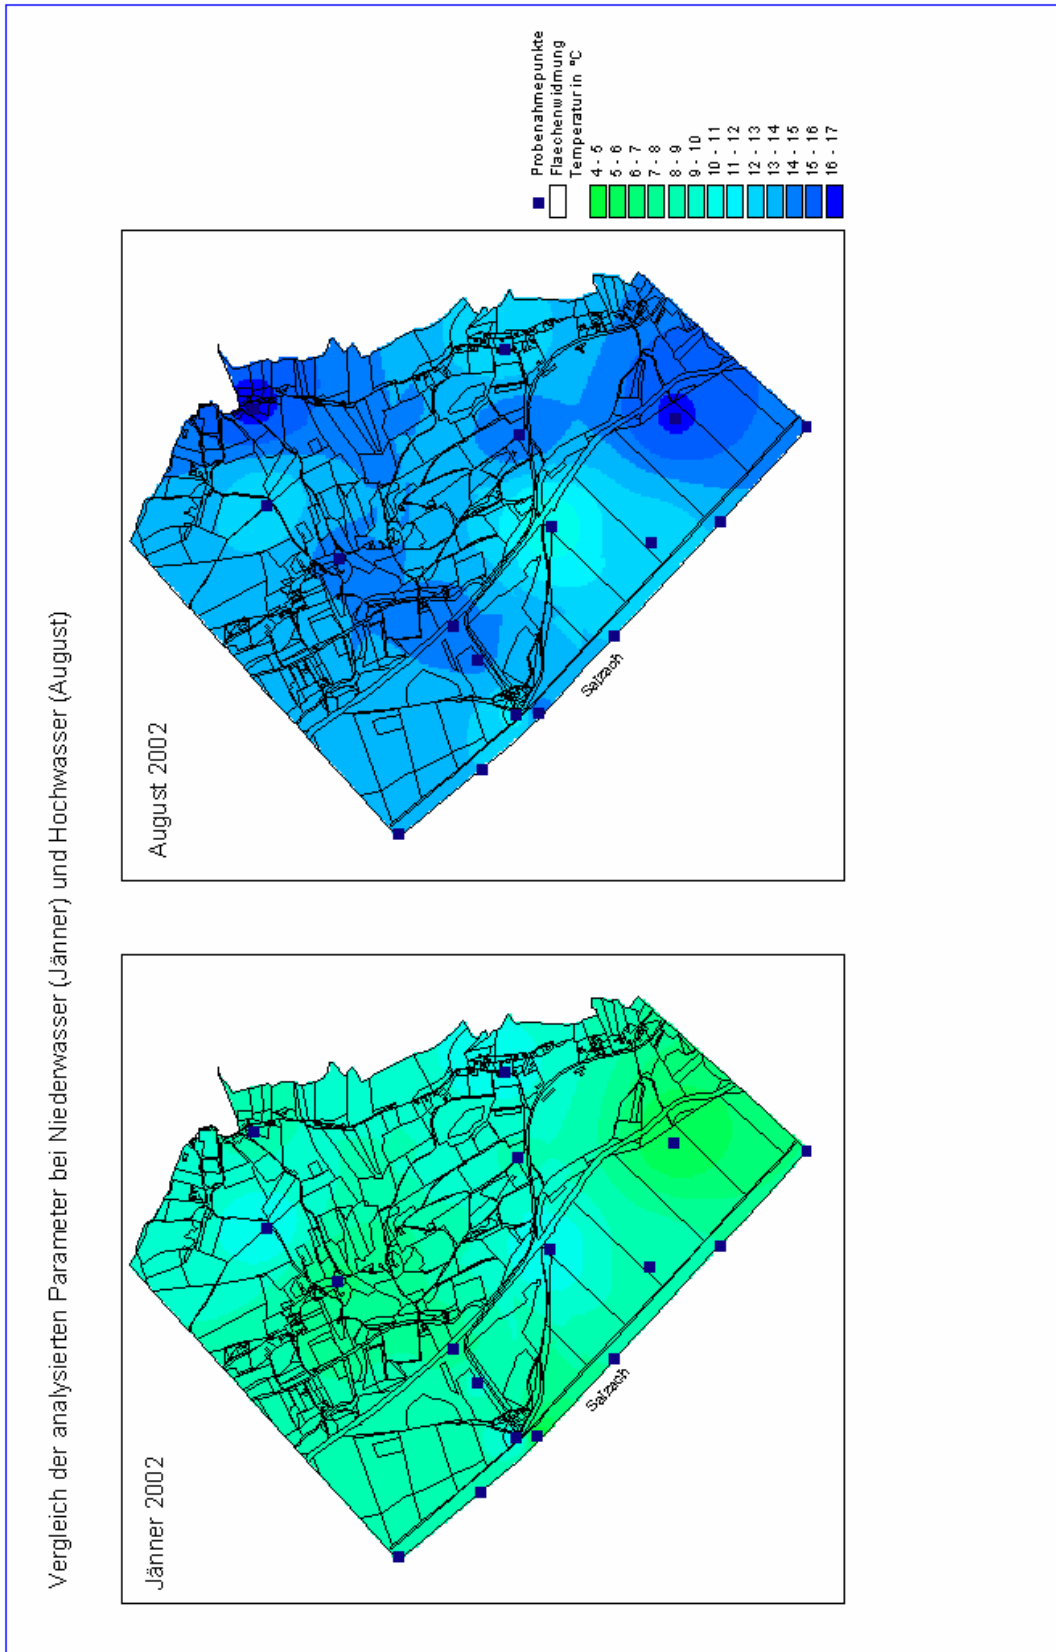 Vergleich der analysierten Parameter bei Niederwasser (Jänner) und Hochwasser (August)
Jänner 2002
Salzach
August 2002
Salzach
Probenahmepunkte
Flaechenwidmung
Temperatur in °C
4 - 5
5 - 6
6 - 7
7 - 8
8 - 9
9 - 10
10 - 11
11 - 12
12 - 13
13 - 14
14 - 15
15 - 16
16 - 17